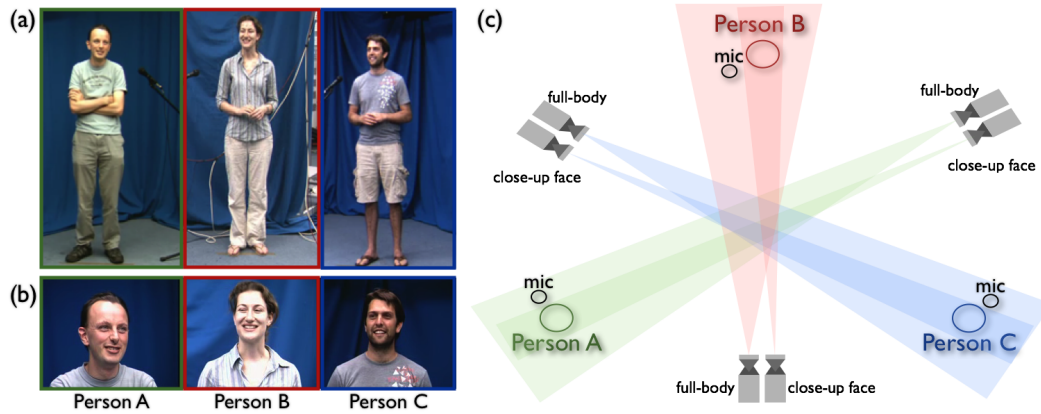 (a)
(b)
Person A
Person B
Person C
(c)
Person B
mic
full-body
close-up face
full-body
close-up face
mic
Person A
mic
Person C
full-body
close-up face